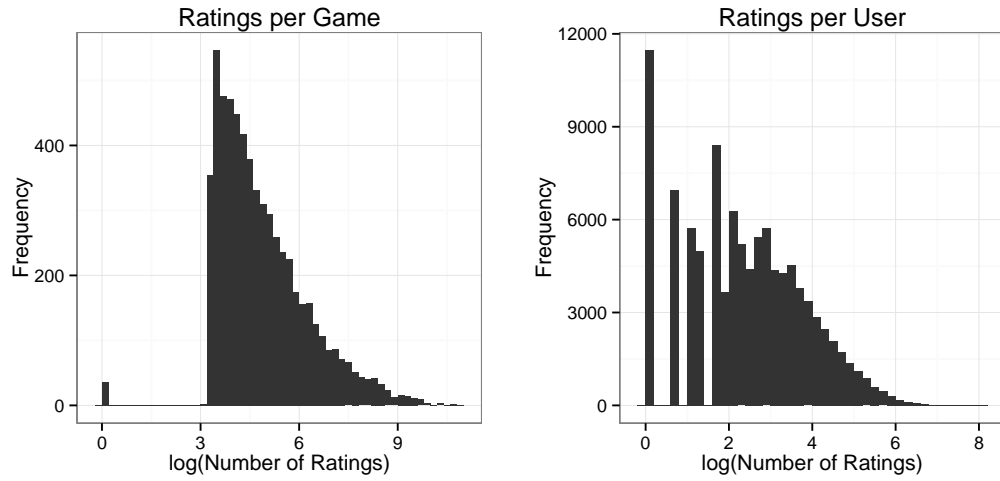 Ratings per Game
Frequency
400
200
0
0 3 6 9
log(Number of Ratings)
Ratings per User
Frequency
12000
9000
6000
3000
0
0 2 4 6 8
log(Number of Ratings)